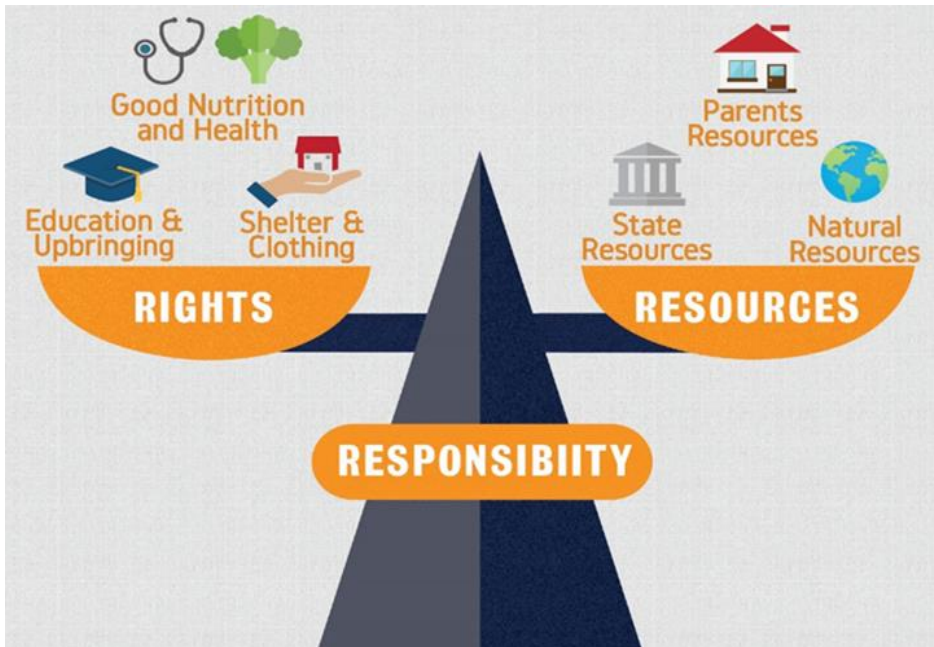 Good Nutrition
and Health
Education &
Upbringing
Shelter &
Clothing
RIGHTS
Parents
Resources
State
Resources
Natural
Resources
RESOURCES
RESPONSIBIITY